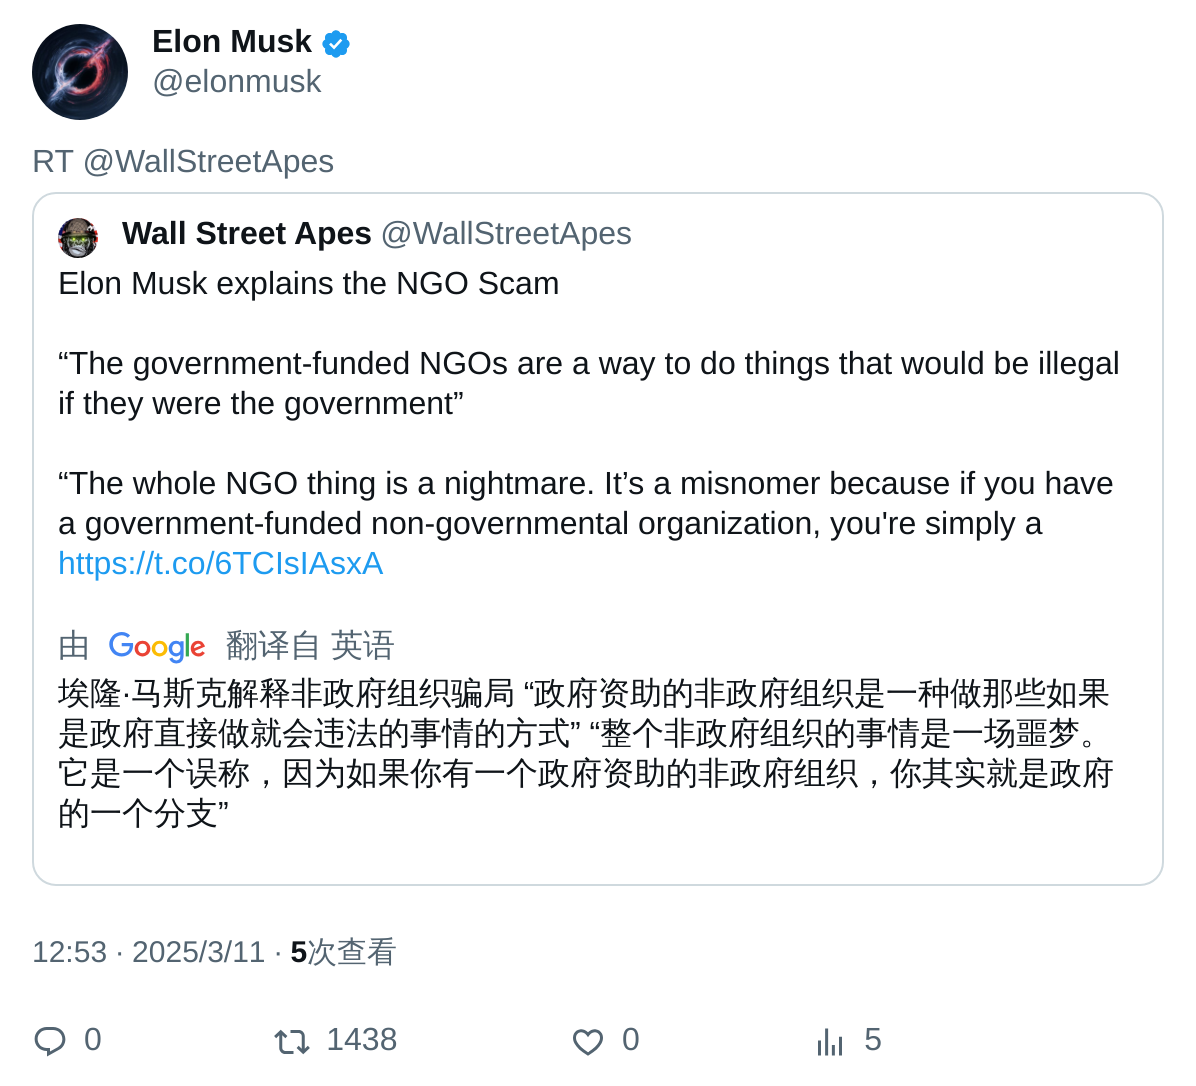 Elon Musk
@elonmusk
RT @WallStreetApes
Wall Street Apes @WallStreetApes
Elon Musk explains the NGO Scam
“The government-funded NGOs are a way to do things that would be illegal
if they were the government”
“The whole NGO thing is a nightmare. It’s a misnomer because if you have
a government-funded non-governmental organization, you're simply a
https://t.co/6TCIsIAsxA
由 Google 翻译自 英语
埃隆·马斯克解释非政府组织骗局 “政府资助的非政府组织是一种做那些如果
是政府直接做就会违法的事情的方式” “整个非政府组织的事情是一场噩梦。
它是一个误称，因为如果你有一个政府资助的非政府组织，你其实就是政府
的一个分支”
12:53 · 2025/3/11 · 5次查看
0 1438 0 5